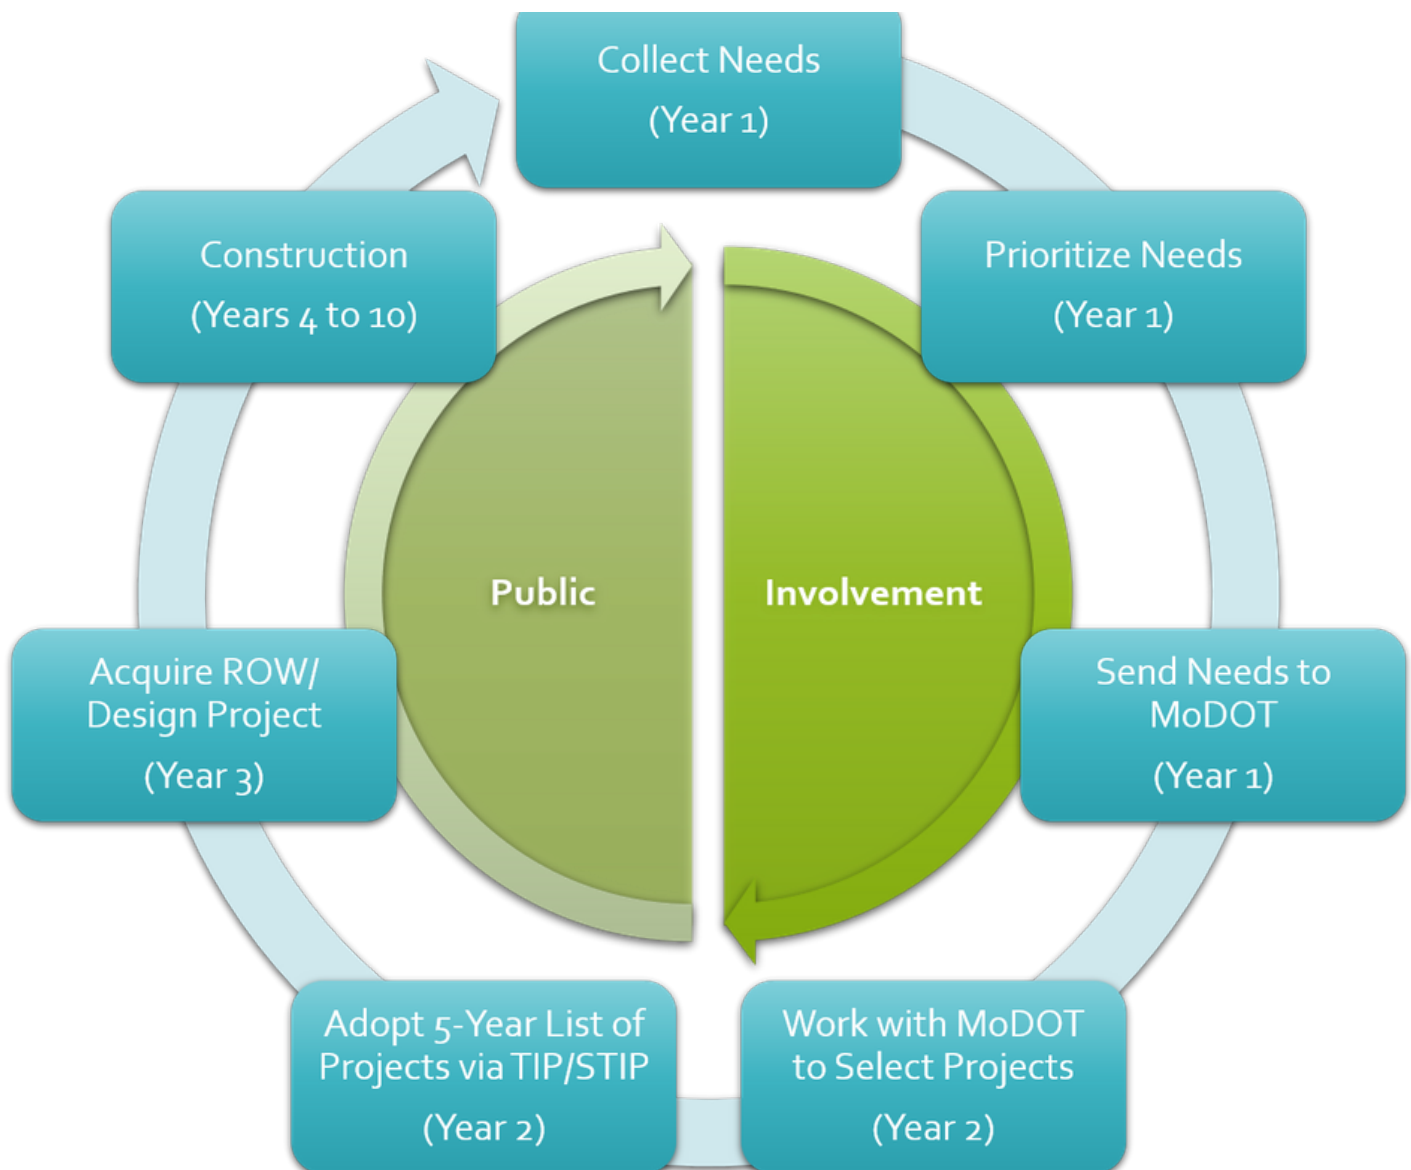 Collect Needs
(Year 1)
Prioritize Needs
(Year 1)
Send Needs to
MoDOT
(Year 1)
Work with MoDOT
to Select Projects
(Year 2)
Adopt 5-Year List of
Projects via TIP/STIP
(Year 2)
Acquire ROW/
Design Project
(Year 3)
Construction
(Years 4 to 10)
Public
Involvement